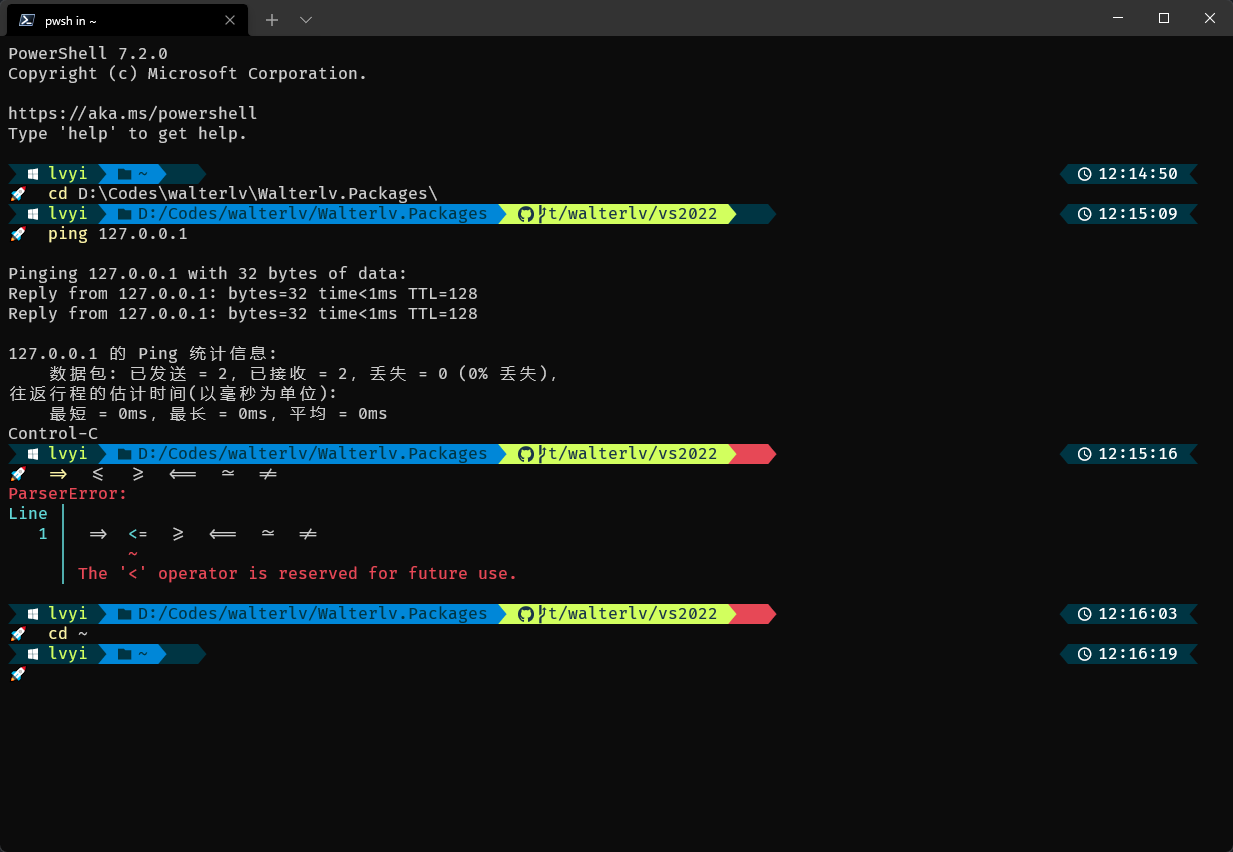 pwsh in ~
PowerShell 7.2.0
Copyright (c) Microsoft Corporation.
https://aka.ms/powershell
Type 'help' to get help.
lvyi ~ 12:14:50
cd D:\Codes\walterlv\Walterlv.Packages\
lvyi D:/Codes/walterlv/Walterlv.Packages t/walterlv/vs2022 12:15:09
ping 127.0.0.1
Pinging 127.0.0.1 with 32 bytes of data:
Reply from 127.0.0.1: bytes=32 time<1ms TTL=128
Reply from 127.0.0.1: bytes=32 time<1ms TTL=128
127.0.0.1 的 Ping 统计信息:
数据包: 已发送 = 2, 已接收 = 2, 丢失 = 0 (0% 丢失),
往返行程的估计时间(以毫秒为单位):
最短 = 0ms, 最长 = 0ms, 平均 = 0ms
Control-C
lvyi D:/Codes/walterlv/Walterlv.Packages t/walterlv/vs2022 12:15:16
⇒ ⩽ ⩾ ⟸ ≃ ≠
ParserError:
Line |
1 | ⇒ <= ⩾ ⟸ ≃ ≠
| ~
| The '<' operator is reserved for future use.
lvyi D:/Codes/walterlv/Walterlv.Packages t/walterlv/vs2022 12:16:03
cd ~
lvyi ~ 12:16:19